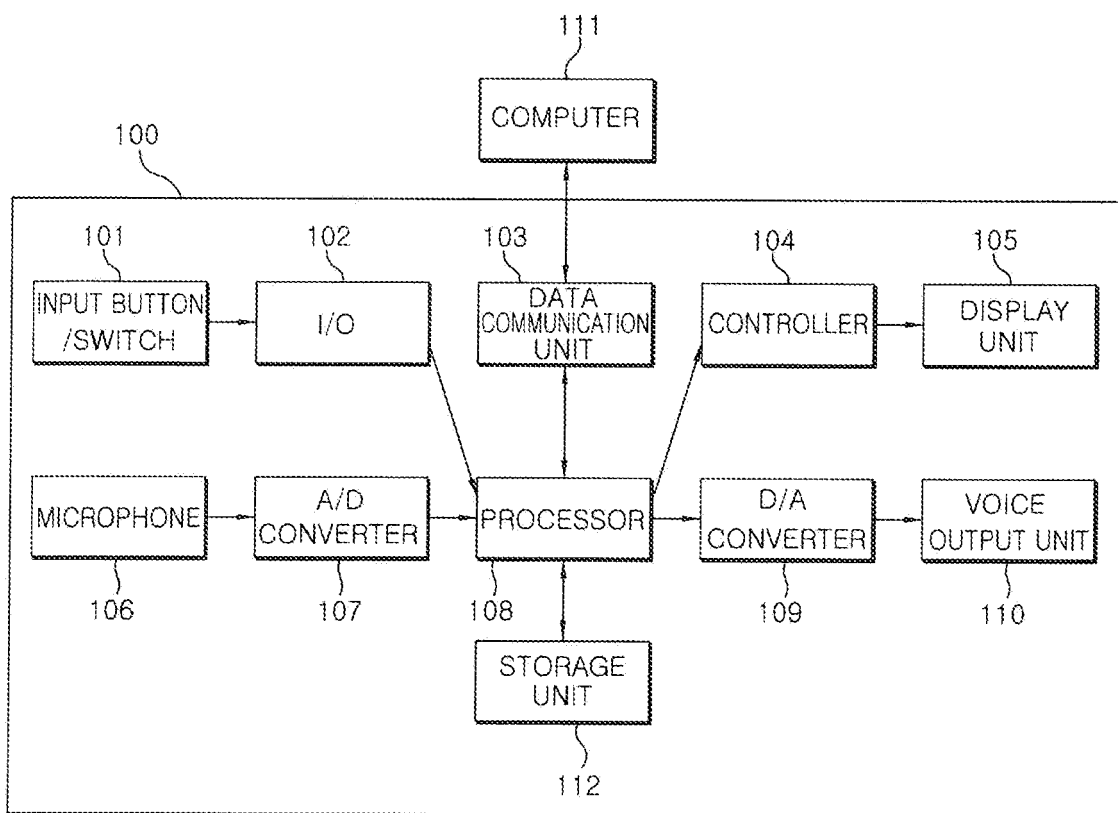 111
COMPUTER
100
101
102
103
104
105
INPUT BUTTON
/SWITCH
I/O
DATA
COMMUNICATION
UNIT
CONTROLLER
DISPLAY
UNIT
MICROPHONE
A/D
CONVERTER
PROCESSOR
D/A
CONVERTER
VOICE
OUTPUT UNIT
106
107
108
109
110
STORAGE
UNIT
112